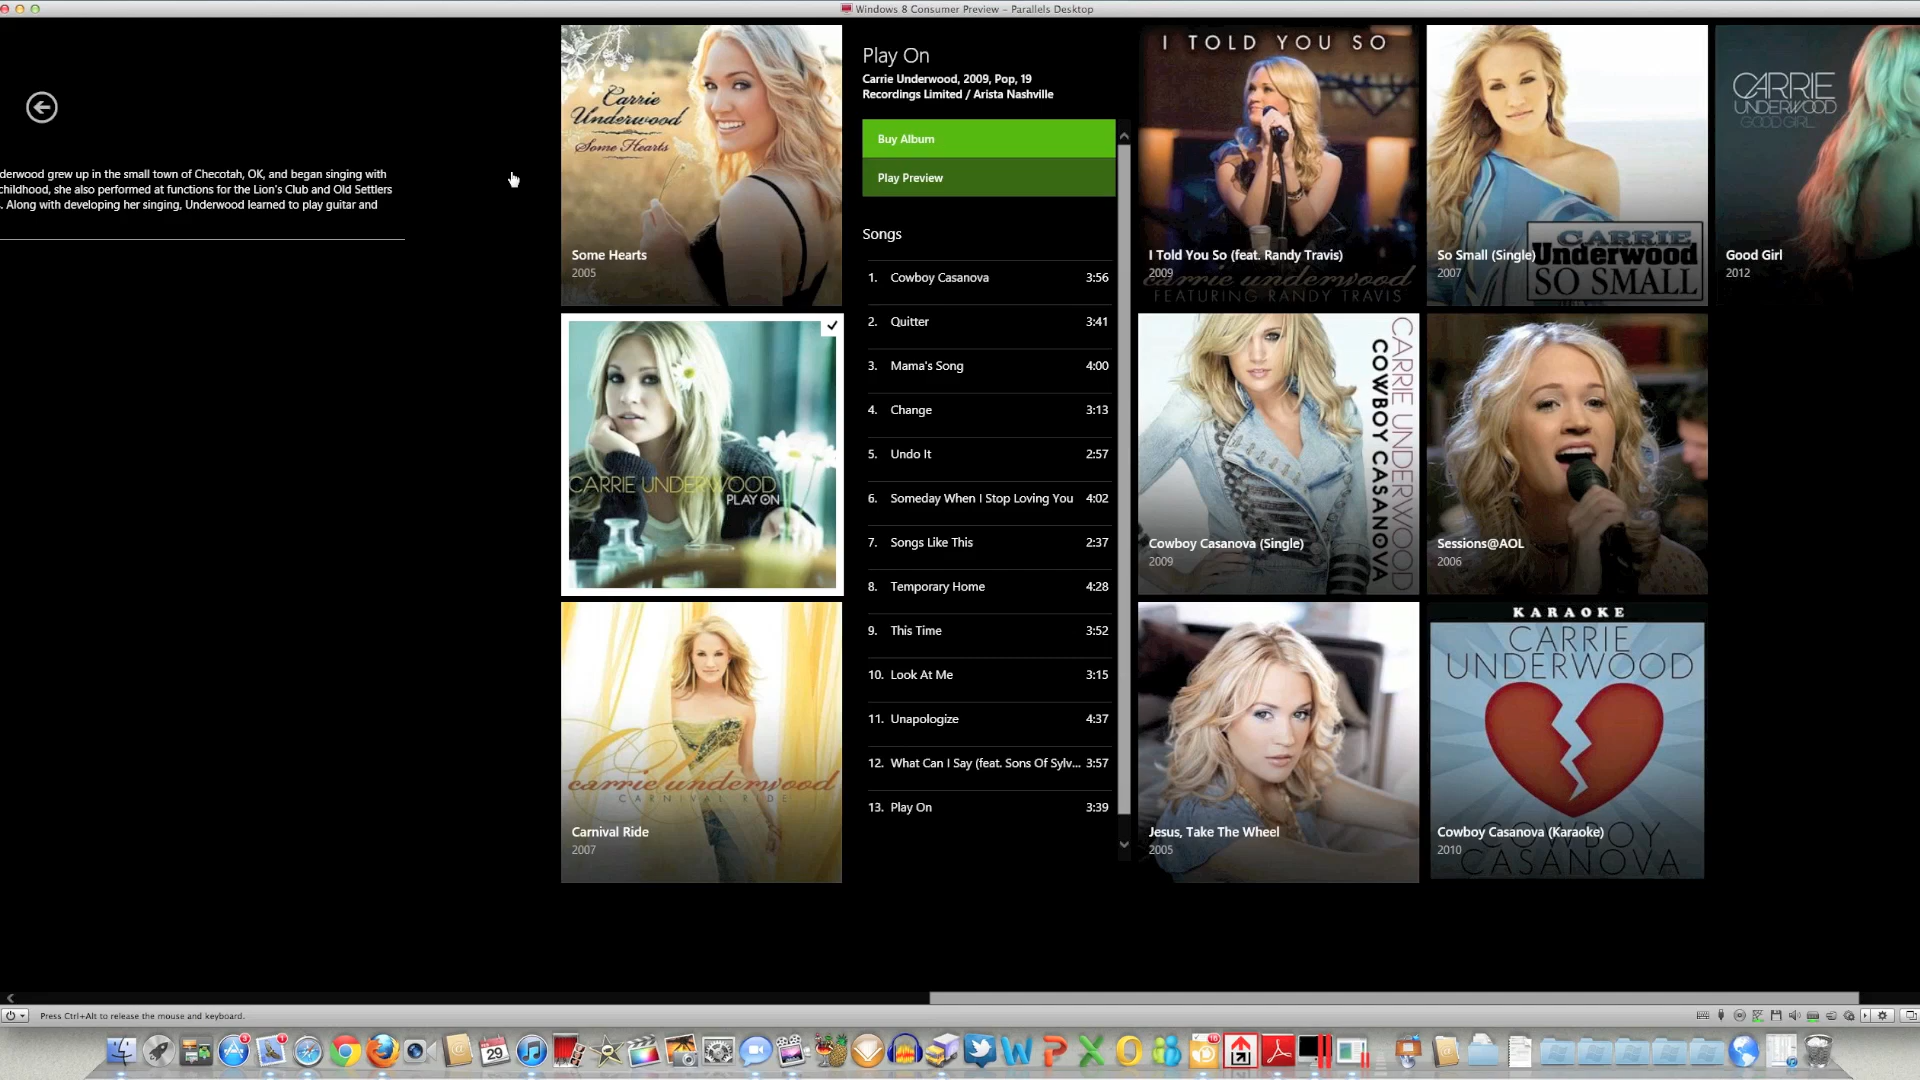 Windows 8 Consumer Preview - Parallels Desktop
derwood grew up in the small town of Checotah, OK, and began singing with
childhood, she also performed at functions for the Lion's Club and Old Settlers
. Along with developing her singing, Underwood learned to play guitar and
Carrie
Underwood
Some Hearts
Some Hearts
2005
CARRIE UNDERWOOD
PLAY ON
carrie underwood
CARNIVAL RIDE
Carnival Ride
2007
Play On
Carrie Underwood, 2009, Pop, 19
Recordings Limited / Arista Nashville
Buy Album
Play Preview
Songs
1. Cowboy Casanova 3:56
2. Quitter 3:41
3. Mama's Song 4:00
4. Change 3:13
5. Undo It 2:57
6. Someday When I Stop Loving You 4:02
7. Songs Like This 2:37
8. Temporary Home 4:28
9. This Time 3:52
10. Look At Me 3:15
11. Unapologize 4:37
12. What Can I Say (feat. Sons Of Sylv... 3:57
13. Play On 3:39
I TOLD YOU SO
I Told You So (feat. Randy Travis)
2009
carrie underwood
FEATURING RANDY TRAVIS
CARRIE UNDERWOOD
COWBOY CASANOVA
Cowboy Casanova (Single)
2009
Jesus, Take The Wheel
2005
So Small (Single)
2007
CARRIE
Underwood
SO SMALL
Sessions@AOL
2006
KARAOKE
CARRIE
UNDERWOOD
Cowboy Casanova (Karaoke)
2010
COWBOY
CASANOVA
CARRIE
UNDERWOOD
GOOD GIRL
Good Girl
2012
Press Ctrl+Alt to release the mouse and keyboard.
29